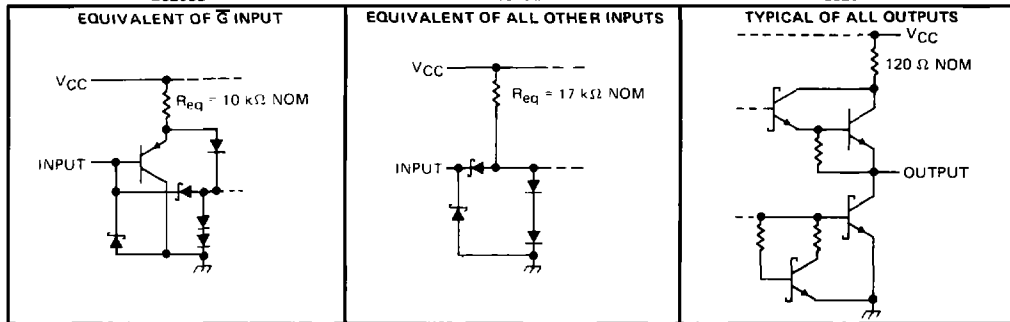 EQUIVALENT OF G̅ INPUT
VCC
Req = 10 kΩ NOM
INPUT
EQUIVALENT OF ALL OTHER INPUTS
VCC
Req = 17 kΩ NOM
INPUT
TYPICAL OF ALL OUTPUTS
VCC
120 Ω NOM
OUTPUT